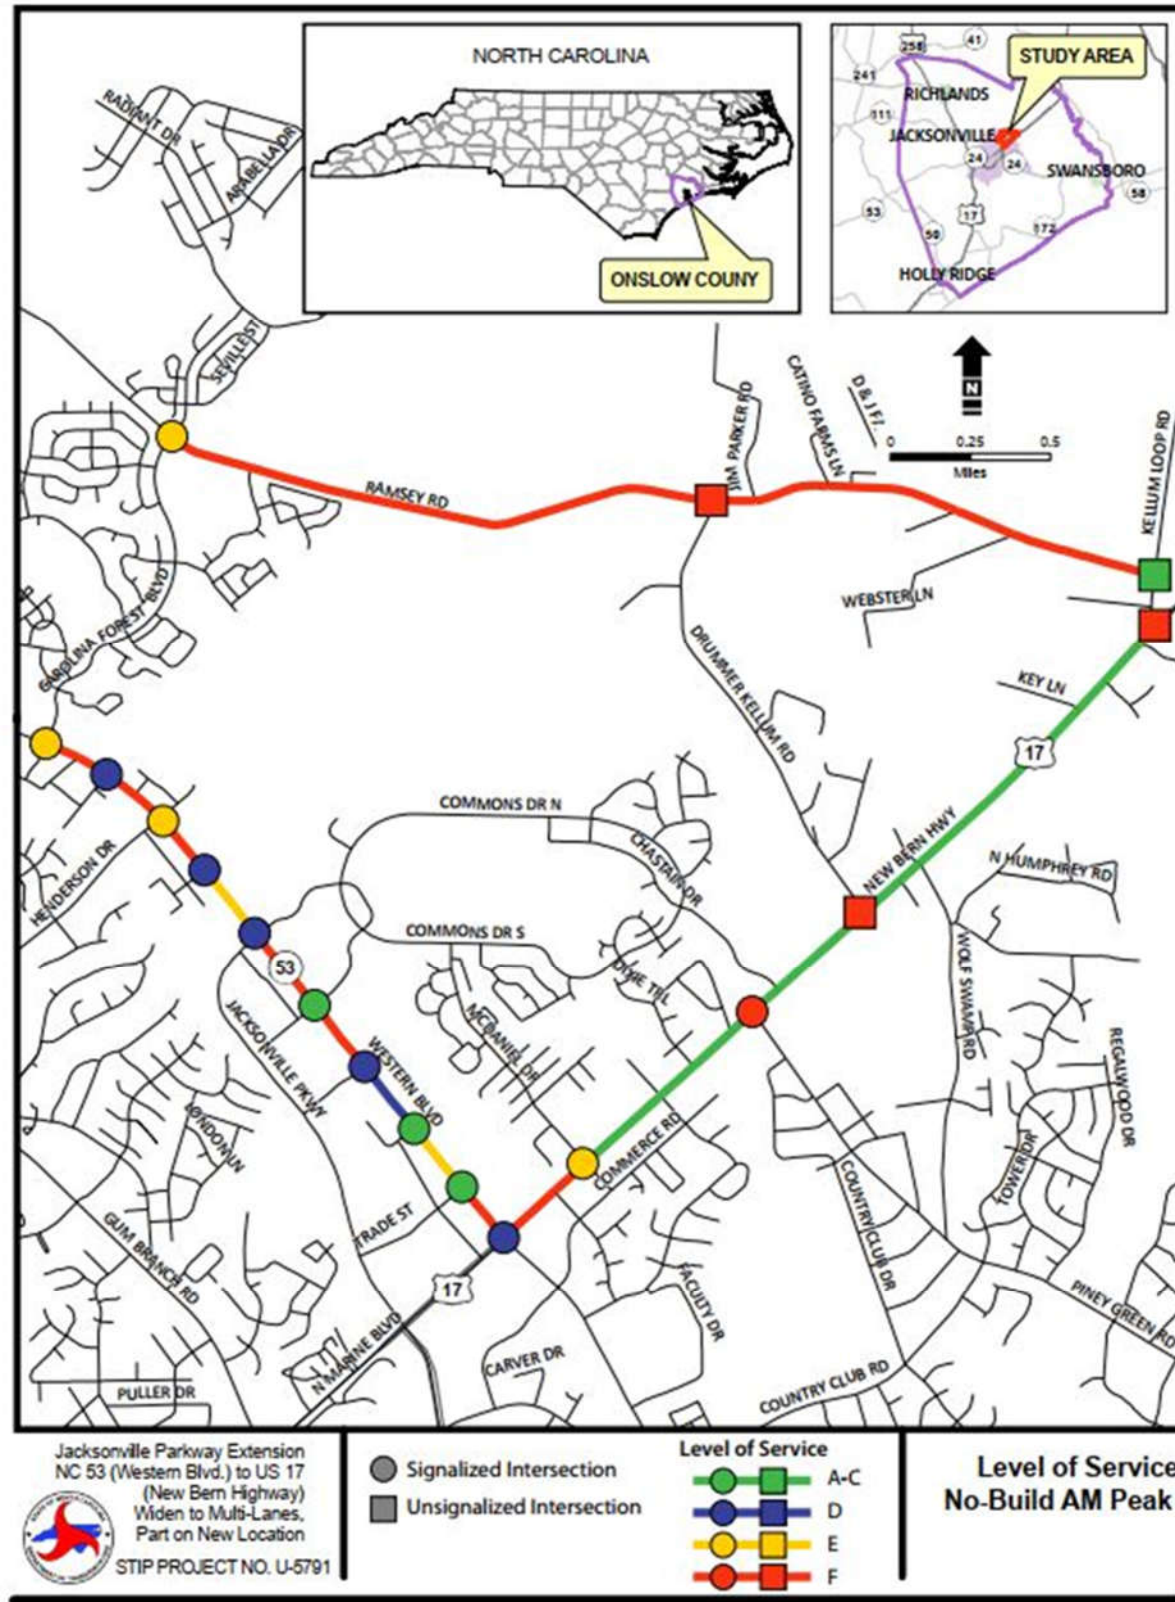 NORTH CAROLINA
ONSLOW COUNY
STUDY AREA
258
41
241
RICHLANDS
111
JACKSONVILLE
24
24
SWANSBORO
58
53
17
50
172
HOLLY RIDGE
RADIANT DR
ARABELLA DR
SEVILLE ST
N
0 0.25 0.5
Miles
JIM PARKER RD
CATINO FARMS LN
KELLUM LOOP RD
RAMSEY RD
WEBSTER LN
CAROLINA FOREST BLVD
DRUMMER KELLUM RD
KEY LN
17
COMMONS DR N
CHASTAIN DR
NEW BERN HWY
N HUMPHREY RD
HENDERSON DR
COMMONS DR S
53
DIXIE TRL
WOLF SWAMP RD
JACKSONVILLE PKWY
WESTERN BLVD
MCDANIEL DR
REGALWOOD DR
LONDON LN
COMMERCE RD
TOWER DR
COUNTRY CLUB DR
TRADE ST
GUM BRANCH RD
17
FACULTY DR
PINEY GREEN RD
N MARINE BLVD
CARVER DR
PULLER DR
COUNTRY CLUB RD
Jacksonville Parkway Extension
NC 53 (Western Blvd.) to US 17
(New Bern Highway)
Widen to Multi-Lanes,
Part on New Location
STIP PROJECT NO. U-5791
Signalized Intersection
Unsignalized Intersection
Level of Service
A-C
D
E
F
Level of Service
No-Build AM Peak